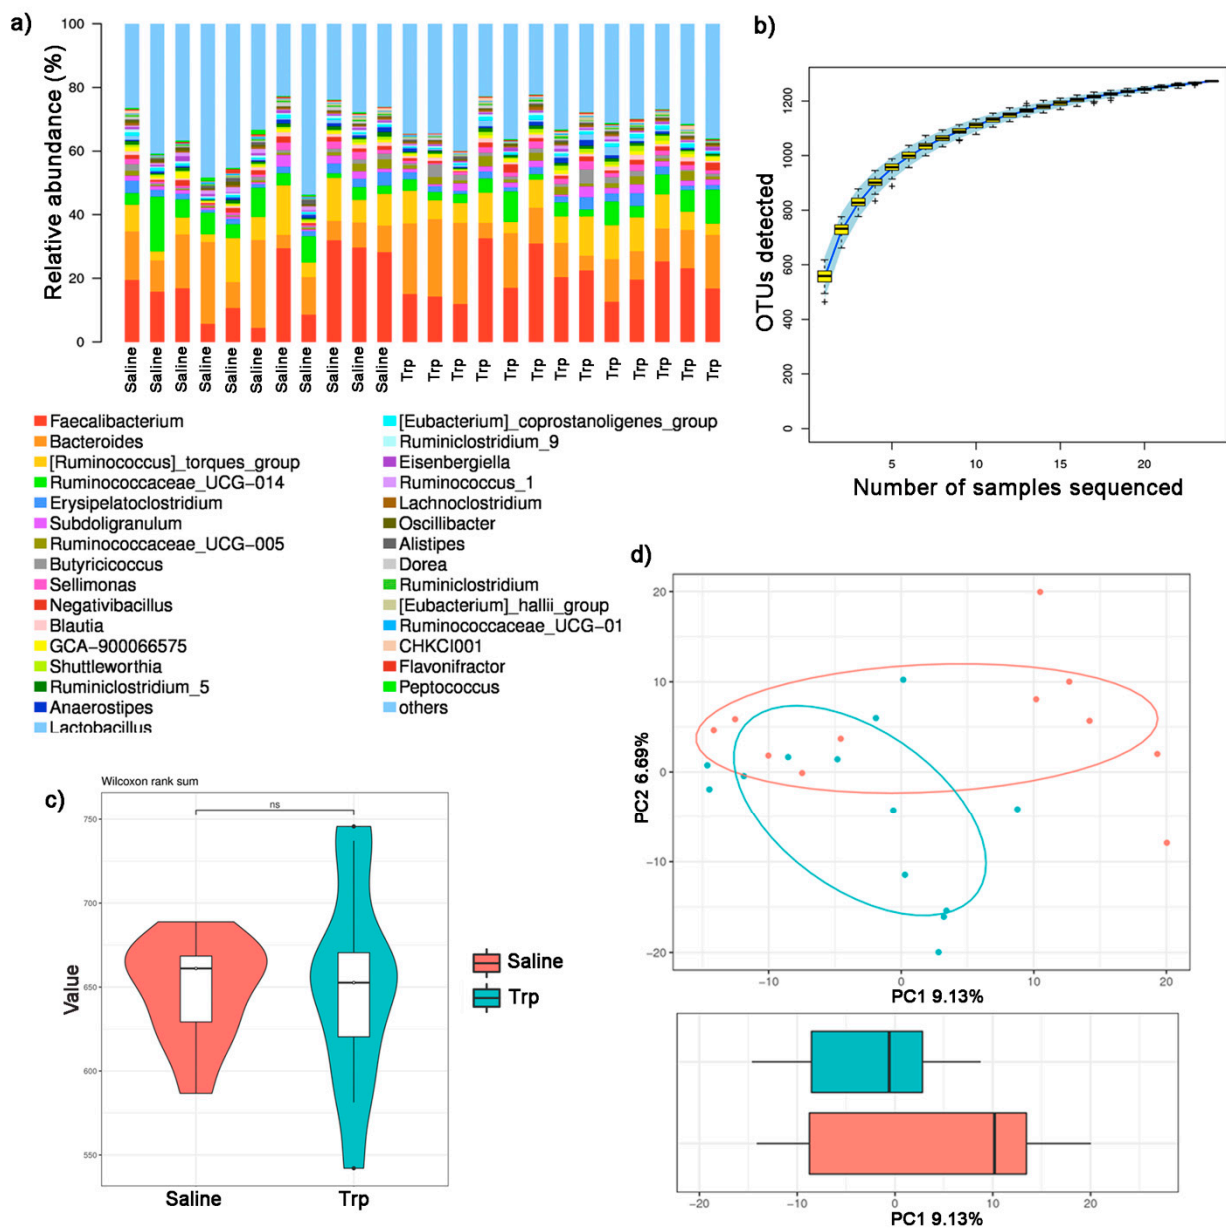 a)
Relative abundance (%)
100
80
60
40
20
0
Saline
Saline
Saline
Saline
Saline
Saline
Saline
Saline
Saline
Saline
Saline
Trp
Trp
Trp
Trp
Trp
Trp
Trp
Trp
Trp
Trp
Trp
Trp
Trp
Faecalibacterium
Bacteroides
[Ruminococcus]_torques_group
Ruminococcaceae_UCG-014
Erysipelatoclostridium
Subdoligranulum
Ruminococcaceae_UCG-005
Butyricicoccus
Sellimonas
Negativibacillus
Blautia
GCA-900066575
Shuttleworthia
Ruminiclostridium_5
Anaerostipes
Lactobacillus
[Eubacterium]_coprostanoligenes_group
Ruminiclostridium_9
Eisenbergiella
Ruminococcus_1
Lachnoclostridium
Oscillibacter
Alistipes
Dorea
Ruminiclostridium
[Eubacterium]_hallii_group
Ruminococcaceae_UCG-01
CHKCI001
Flavonifractor
Peptococcus
others
b)
OTUs detected
1200
1000
800
600
400
200
0
5
10
15
20
Number of samples sequenced
c)
Wilcoxon rank sum
ns
Value
750
700
650
600
550
Saline
Trp
Saline
Trp
d)
PC2 6.69%
20
10
0
-10
-20
-10
0
10
20
PC1 9.13%
-20
-10
0
10
20
PC1 9.13%